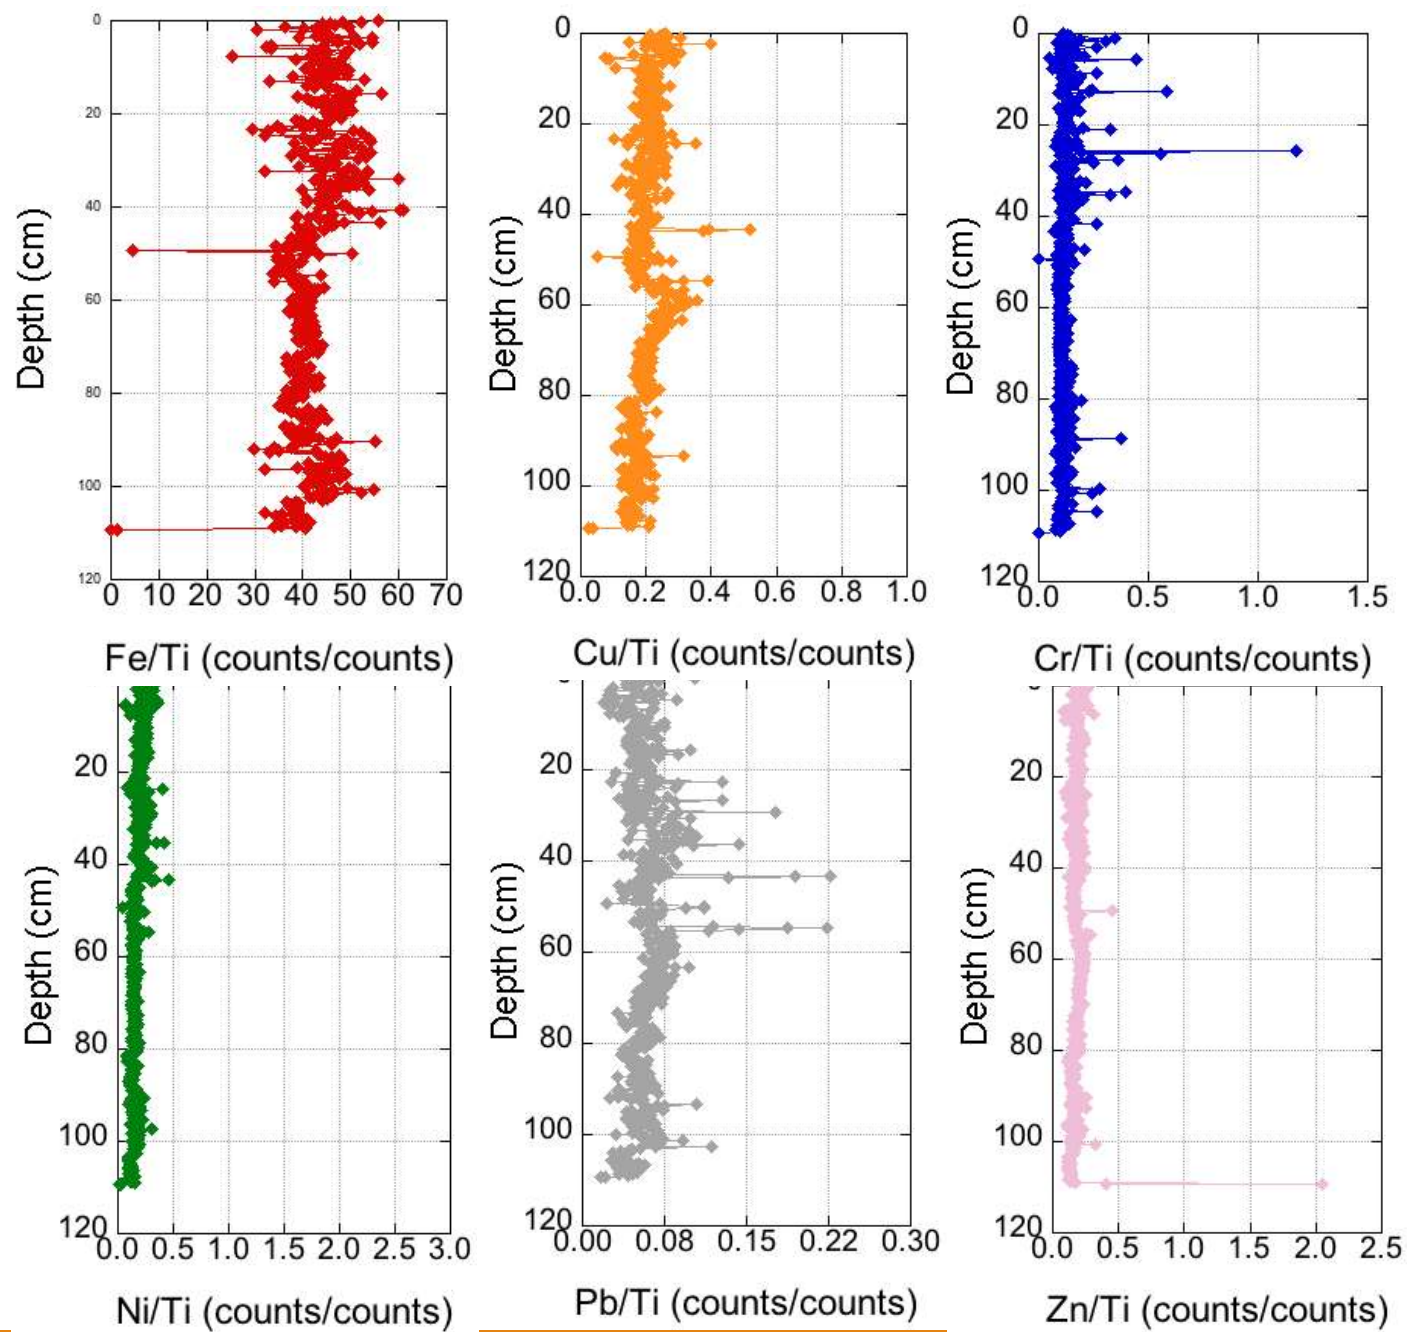 0
20
40
60
80
100
120
Depth (cm)
0 10 20 30 40 50 60 70
Fe/Ti (counts/counts)
0
20
40
60
80
100
120
Depth (cm)
0.0 0.2 0.4 0.6 0.8 1.0
Cu/Ti (counts/counts)
0
20
40
60
80
100
120
Depth (cm)
0.0 0.5 1.0 1.5
Cr/Ti (counts/counts)
20
40
60
80
100
120
Depth (cm)
0.0 0.5 1.0 1.5 2.0 2.5 3.0
Ni/Ti (counts/counts)
20
40
60
80
100
120
Depth (cm)
0.00 0.08 0.15 0.22 0.30
Pb/Ti (counts/counts)
20
40
60
80
100
120
Depth (cm)
0.0 0.5 1.0 1.5 2.0 2.5
Zn/Ti (counts/counts)